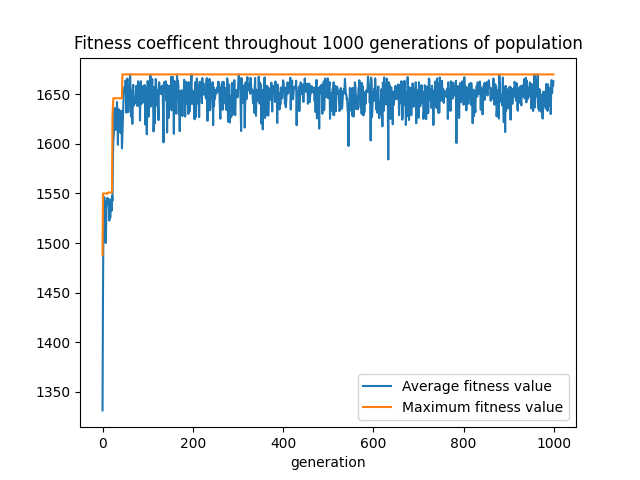 Fitness coefficent throughout 1000 generations of population
1650
1600
1550
1500
1450
1400
1350
Average fitness value
Maximum fitness value
0 200 400 600 800 1000
generation